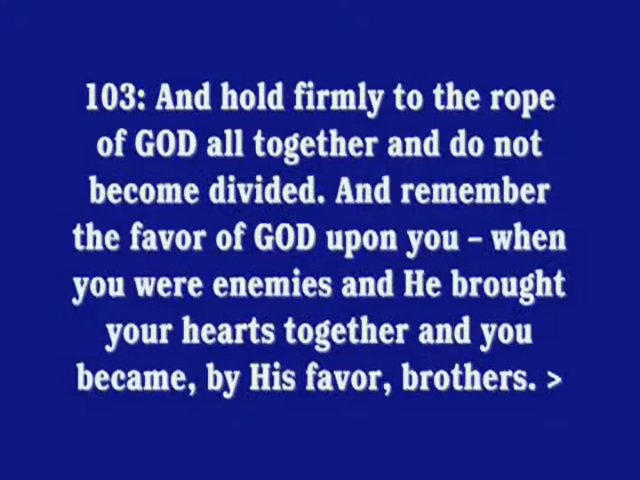 103: And hold firmly to the rope
of GOD all together and do not
become divided. And remember
the favor of GOD upon you – when
you were enemies and He brought
your hearts together and you
became, by His favor, brothers. >